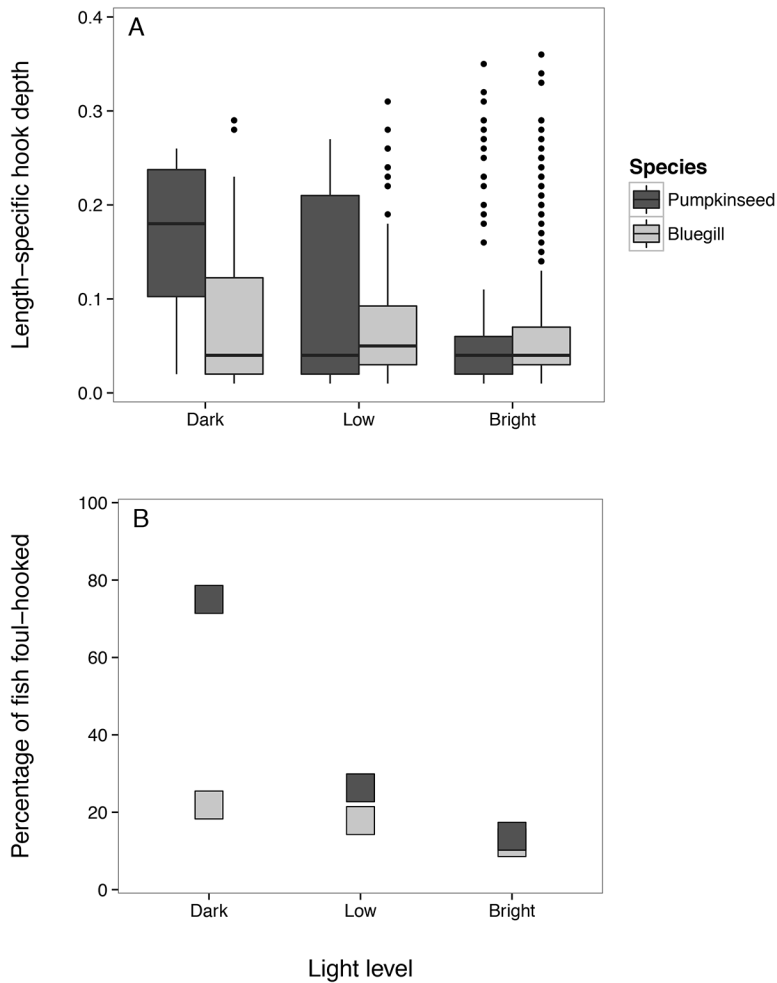 A
Length−specific hook depth
0.4
0.3
0.2
0.1
0.0
Dark
Low
Bright
Species
Pumpkinseed
Bluegill
B
Percentage of fish foul−hooked
100
80
60
40
20
0
Dark
Low
Bright
Light level